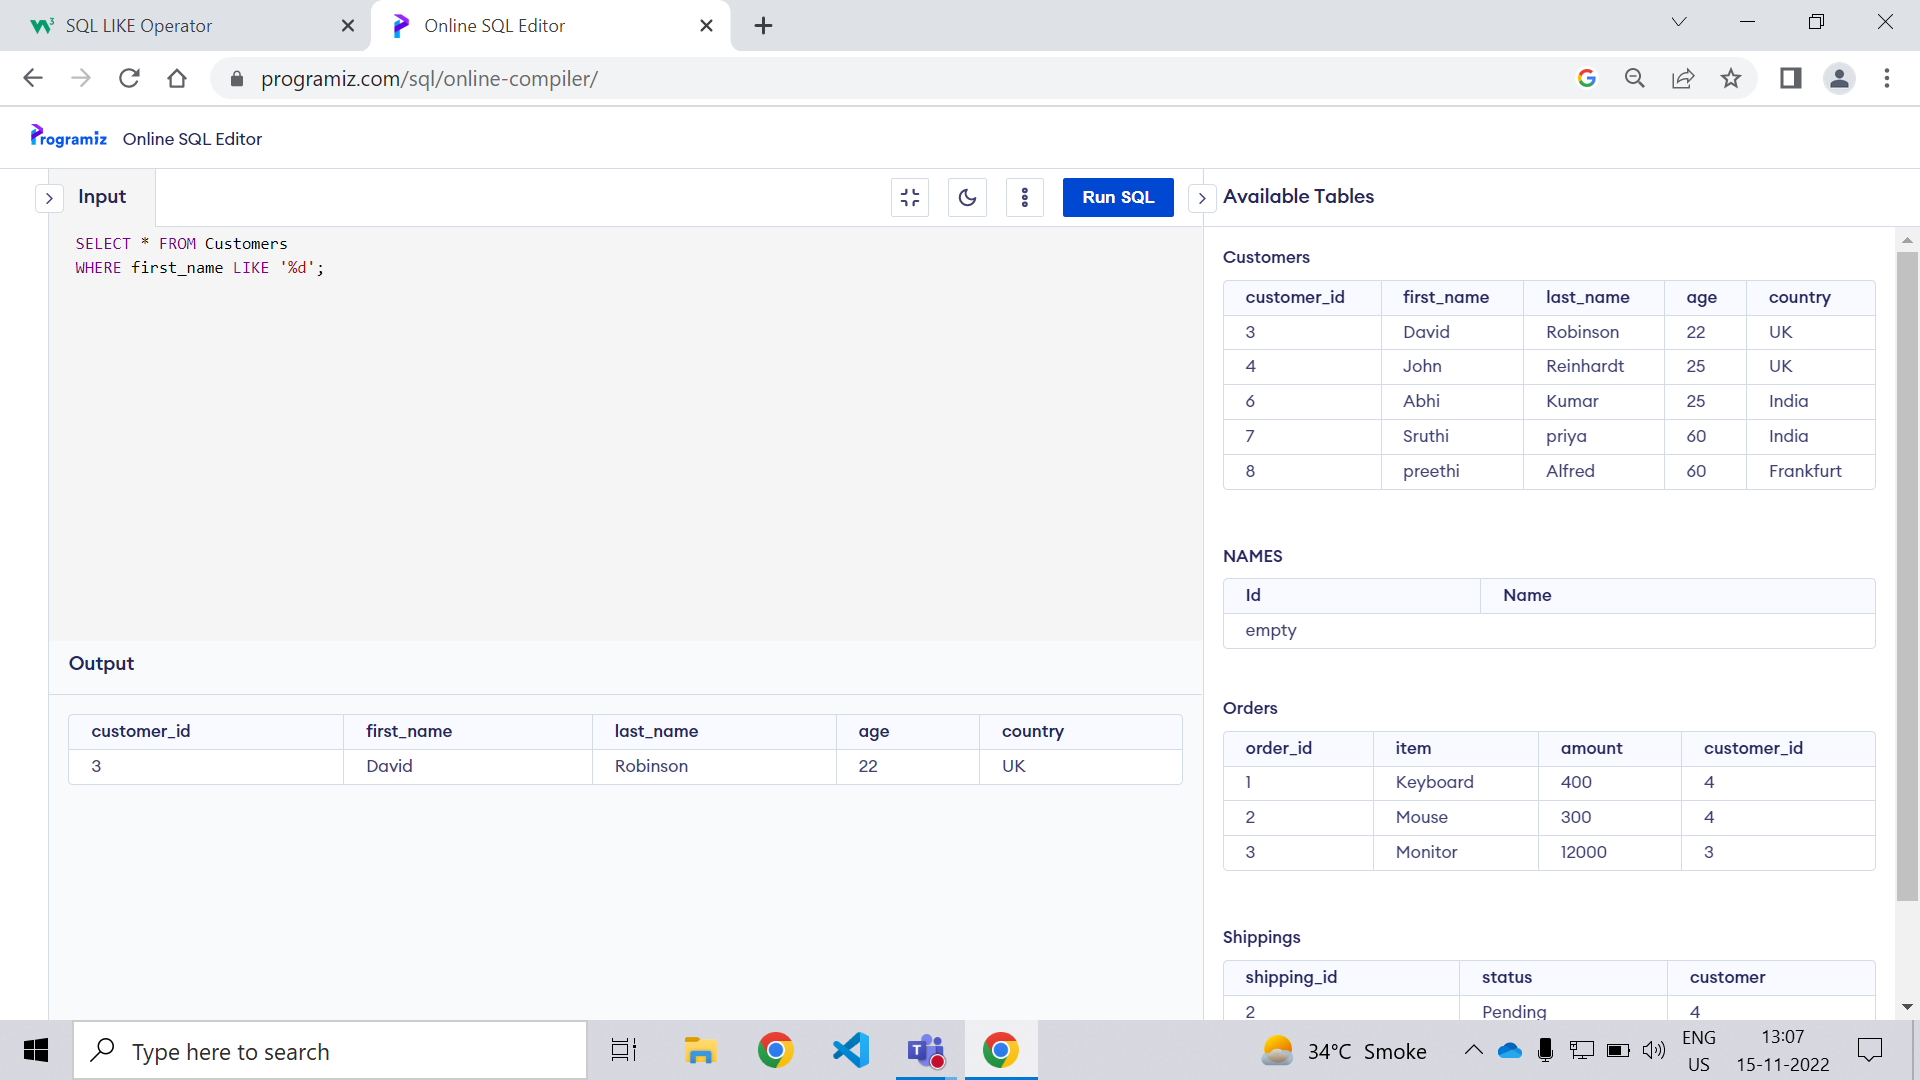 SQL LIKE Operator
Online SQL Editor
programiz.com/sql/online-compiler/
Programiz Online SQL Editor
Input
Run SQL
SELECT * FROM Customers
WHERE first_name LIKE '%d';
Output
customer_id first_name last_name age country
3 David Robinson 22 UK
Available Tables
Customers
customer_id first_name last_name age country
3 David Robinson 22 UK
4 John Reinhardt 25 UK
6 Abhi Kumar 25 India
7 Sruthi priya 60 India
8 preethi Alfred 60 Frankfurt
NAMES
Id Name
empty
Orders
order_id item amount customer_id
1 Keyboard 400 4
2 Mouse 300 4
3 Monitor 12000 3
Shippings
shipping_id status customer
2 Pending 4
Type here to search
34°C Smoke
ENG
US
13:07
15-11-2022